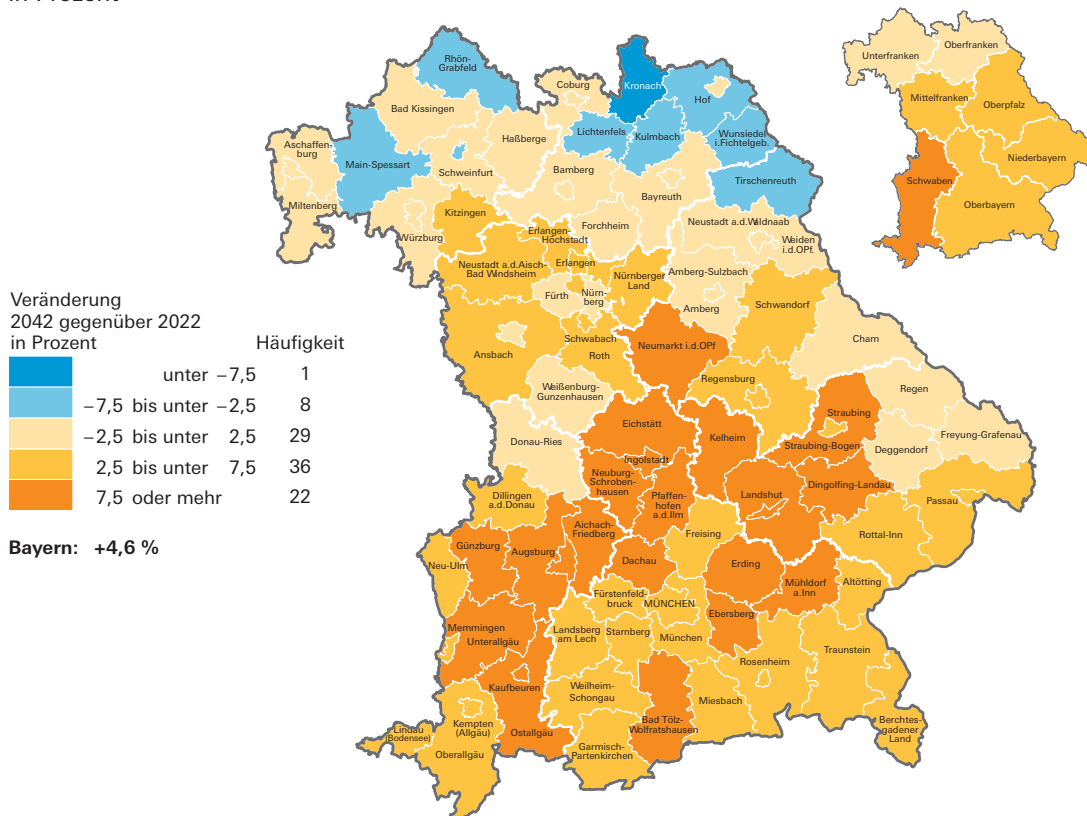 Rhön-
Grabfeld
Kronach
Coburg
Hof
Bad Kissingen
Lichtenfels
Kulmbach
Wunsiedel
i.Fichtelgeb.
Haßberge
Aschaffen-
burg
Main-Spessart
Schweinfurt
Bamberg
Tirschenreuth
Bayreuth
Miltenberg
Kitzingen
Würzburg
Forchheim
Neustadt a.d.Wldnaab
Erlangen-
Höchstadt
Weiden
i.d.OPf.
Neustadt a.d.Aisch-
Bad Windsheim
Erlangen
Nürnberger
Land
Amberg-Sulzbach
Fürth
Nürn-
berg
Amberg
Schwandorf
Schwabach
Roth
Ansbach
Neumarkt i.d.OPf
Cham
Weißenburg-
Gunzenhausen
Regensburg
Regen
Straubing
Eichstätt
Kelheim
Freyung-Grafenau
Donau-Ries
Straubing-Bogen
Deggendorf
Ingolstadt
Neuburg-
Schroben-
hausen
Dingolfing-Landau
Landshut
Pfaffen-
hofen
a.d.Ilm
Passau
Dillingen
a.d.Donau
Rottal-Inn
Aichach-
Friedberg
Freising
Günzburg
Augsburg
Dachau
Erding
Neu-Ulm
Mühldorf
a.Inn
Altötting
Fürstenfeld-
bruck
MÜNCHEN
Ebersberg
Memmingen
Unterallgäu
Landsberg
am Lech
Starnberg
München
Traunstein
Rosenheim
Kaufbeuren
Weilheim-
Schongau
Miesbach
Bad Tölz-
Wolfratshausen
Berchtes-
gadener
Land
Lindau
(Bodensee)
Kempten
(Allgäu)
Ostallgäu
Oberallgäu
Garmisch-
Partenkirchen
Unterfranken
Oberfranken
Mittelfranken
Oberpfalz
Niederbayern
Schwaben
Oberbayern
Veränderung
2042 gegenüber 2022
in Prozent Häufigkeit
unter –7,5 1
–7,5 bis unter –2,5 8
–2,5 bis unter 2,5 29
2,5 bis unter 7,5 36
7,5 oder mehr 22
Bayern: +4,6 %